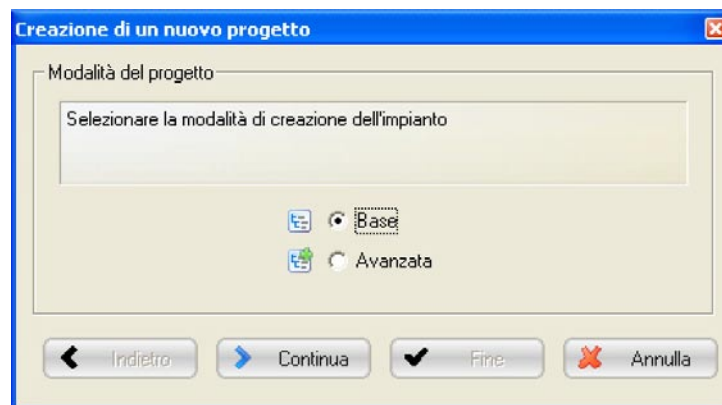 Creazione di un nuovo progetto
Modalità del progetto
Selezionare la modalità di creazione dell'impianto
Base
Avanzata
Indietro
Continua
Fine
Annulla